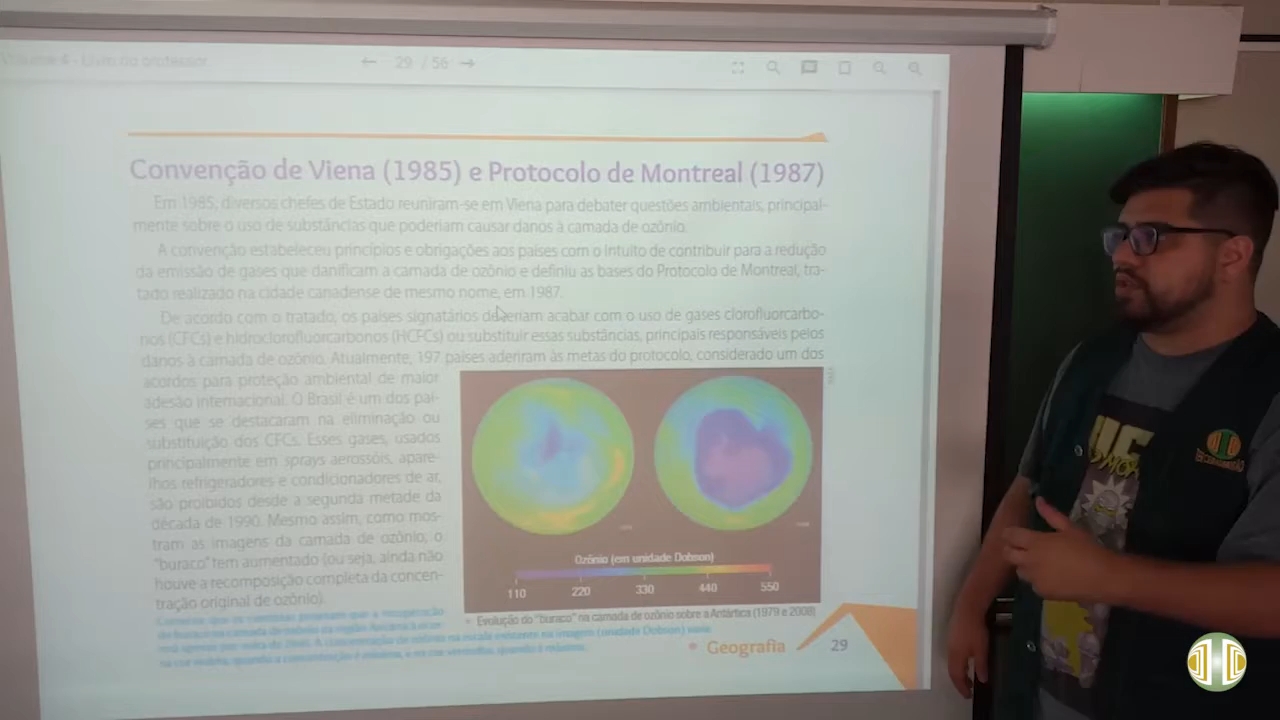 Livro do professor
29 / 56
Convenção de Viena (1985) e Protocolo de Montreal (1987)
Em 1985, diversos chefes de Estado reuniram-se em Viena para debater questões ambientais, principal-
mente sobre o uso de substâncias que poderiam causar danos à camada de ozônio.
A convenção estabeleceu princípios e obrigações aos países com o intuito de contribuir para a redução
da emissão de gases que danificam a camada de ozônio e definiu as bases do Protocolo de Montreal, tra-
tado realizado na cidade canadense de mesmo nome, em 1987.
De acordo com o tratado, os países signatários deveriam acabar com o uso de gases clorofluorcarbo-
nos (CFCs) e hidroclorofluorcarbonos (HCFCs) ou substituir essas substâncias, principais responsáveis pelos
danos à camada de ozônio. Atualmente, 197 países aderiram às metas do protocolo, considerado um dos
acordos para proteção ambiental de maior
adesão internacional. O Brasil é um dos paí-
ses que se destacaram na eliminação ou
substituição dos CFCs. Esses gases, usados
principalmente em sprays aerossóis, apare-
lhos refrigeradores e condicionadores de ar,
são proibidos desde a segunda metade da
década de 1990. Mesmo assim, como mos-
tram as imagens da camada de ozônio, o
"buraco" tem aumentado (ou seja, ainda não
houve a recomposição completa da concen-
tração original de ozônio).
Ozônio (em unidade Dobson)
110 220 330 440 550
Evolução do "buraco" na camada de ozônio sobre a Antártica (1979 e 2008)
Geografia 29